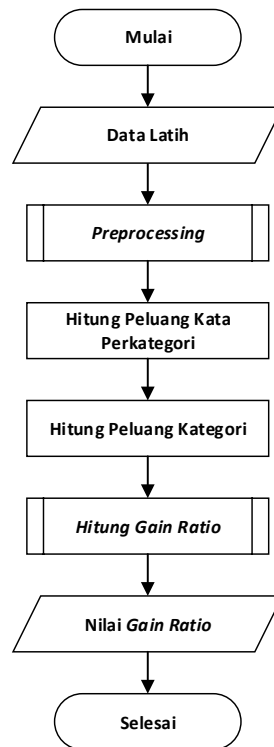 Mulai
Data Latih
Preprocessing
Hitung Peluang Kata
Perkategori
Hitung Peluang Kategori
Hitung Gain Ratio
Nilai Gain Ratio
Selesai